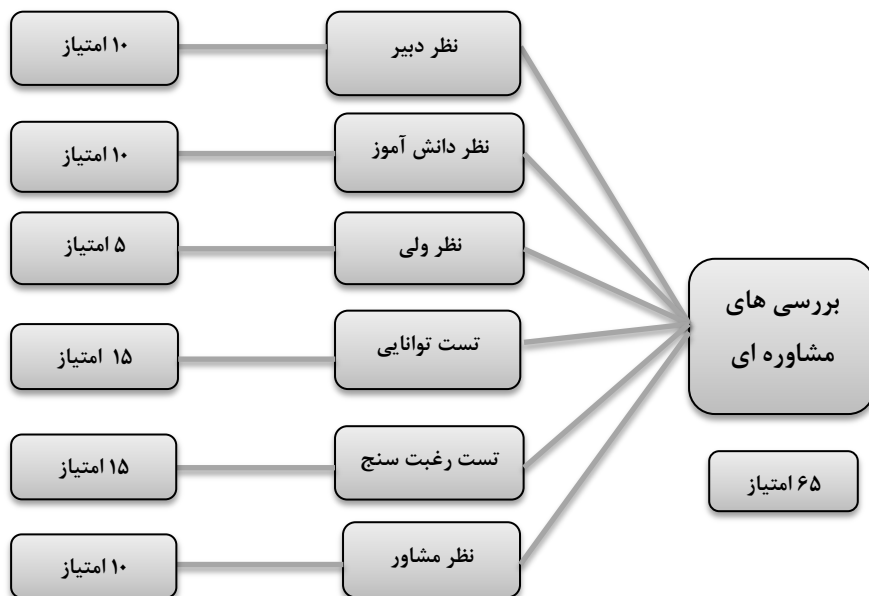 بررسی های
مشاوره ای
۶۵ امتیاز
نظر دبیر
۱۰ امتیاز
نظر دانش آموز
۱۰ امتیاز
نظر ولی
۵ امتیاز
تست توانایی
۱۵ امتیاز
تست رغبت سنج
۱۵ امتیاز
نظر مشاور
۱۰ امتیاز